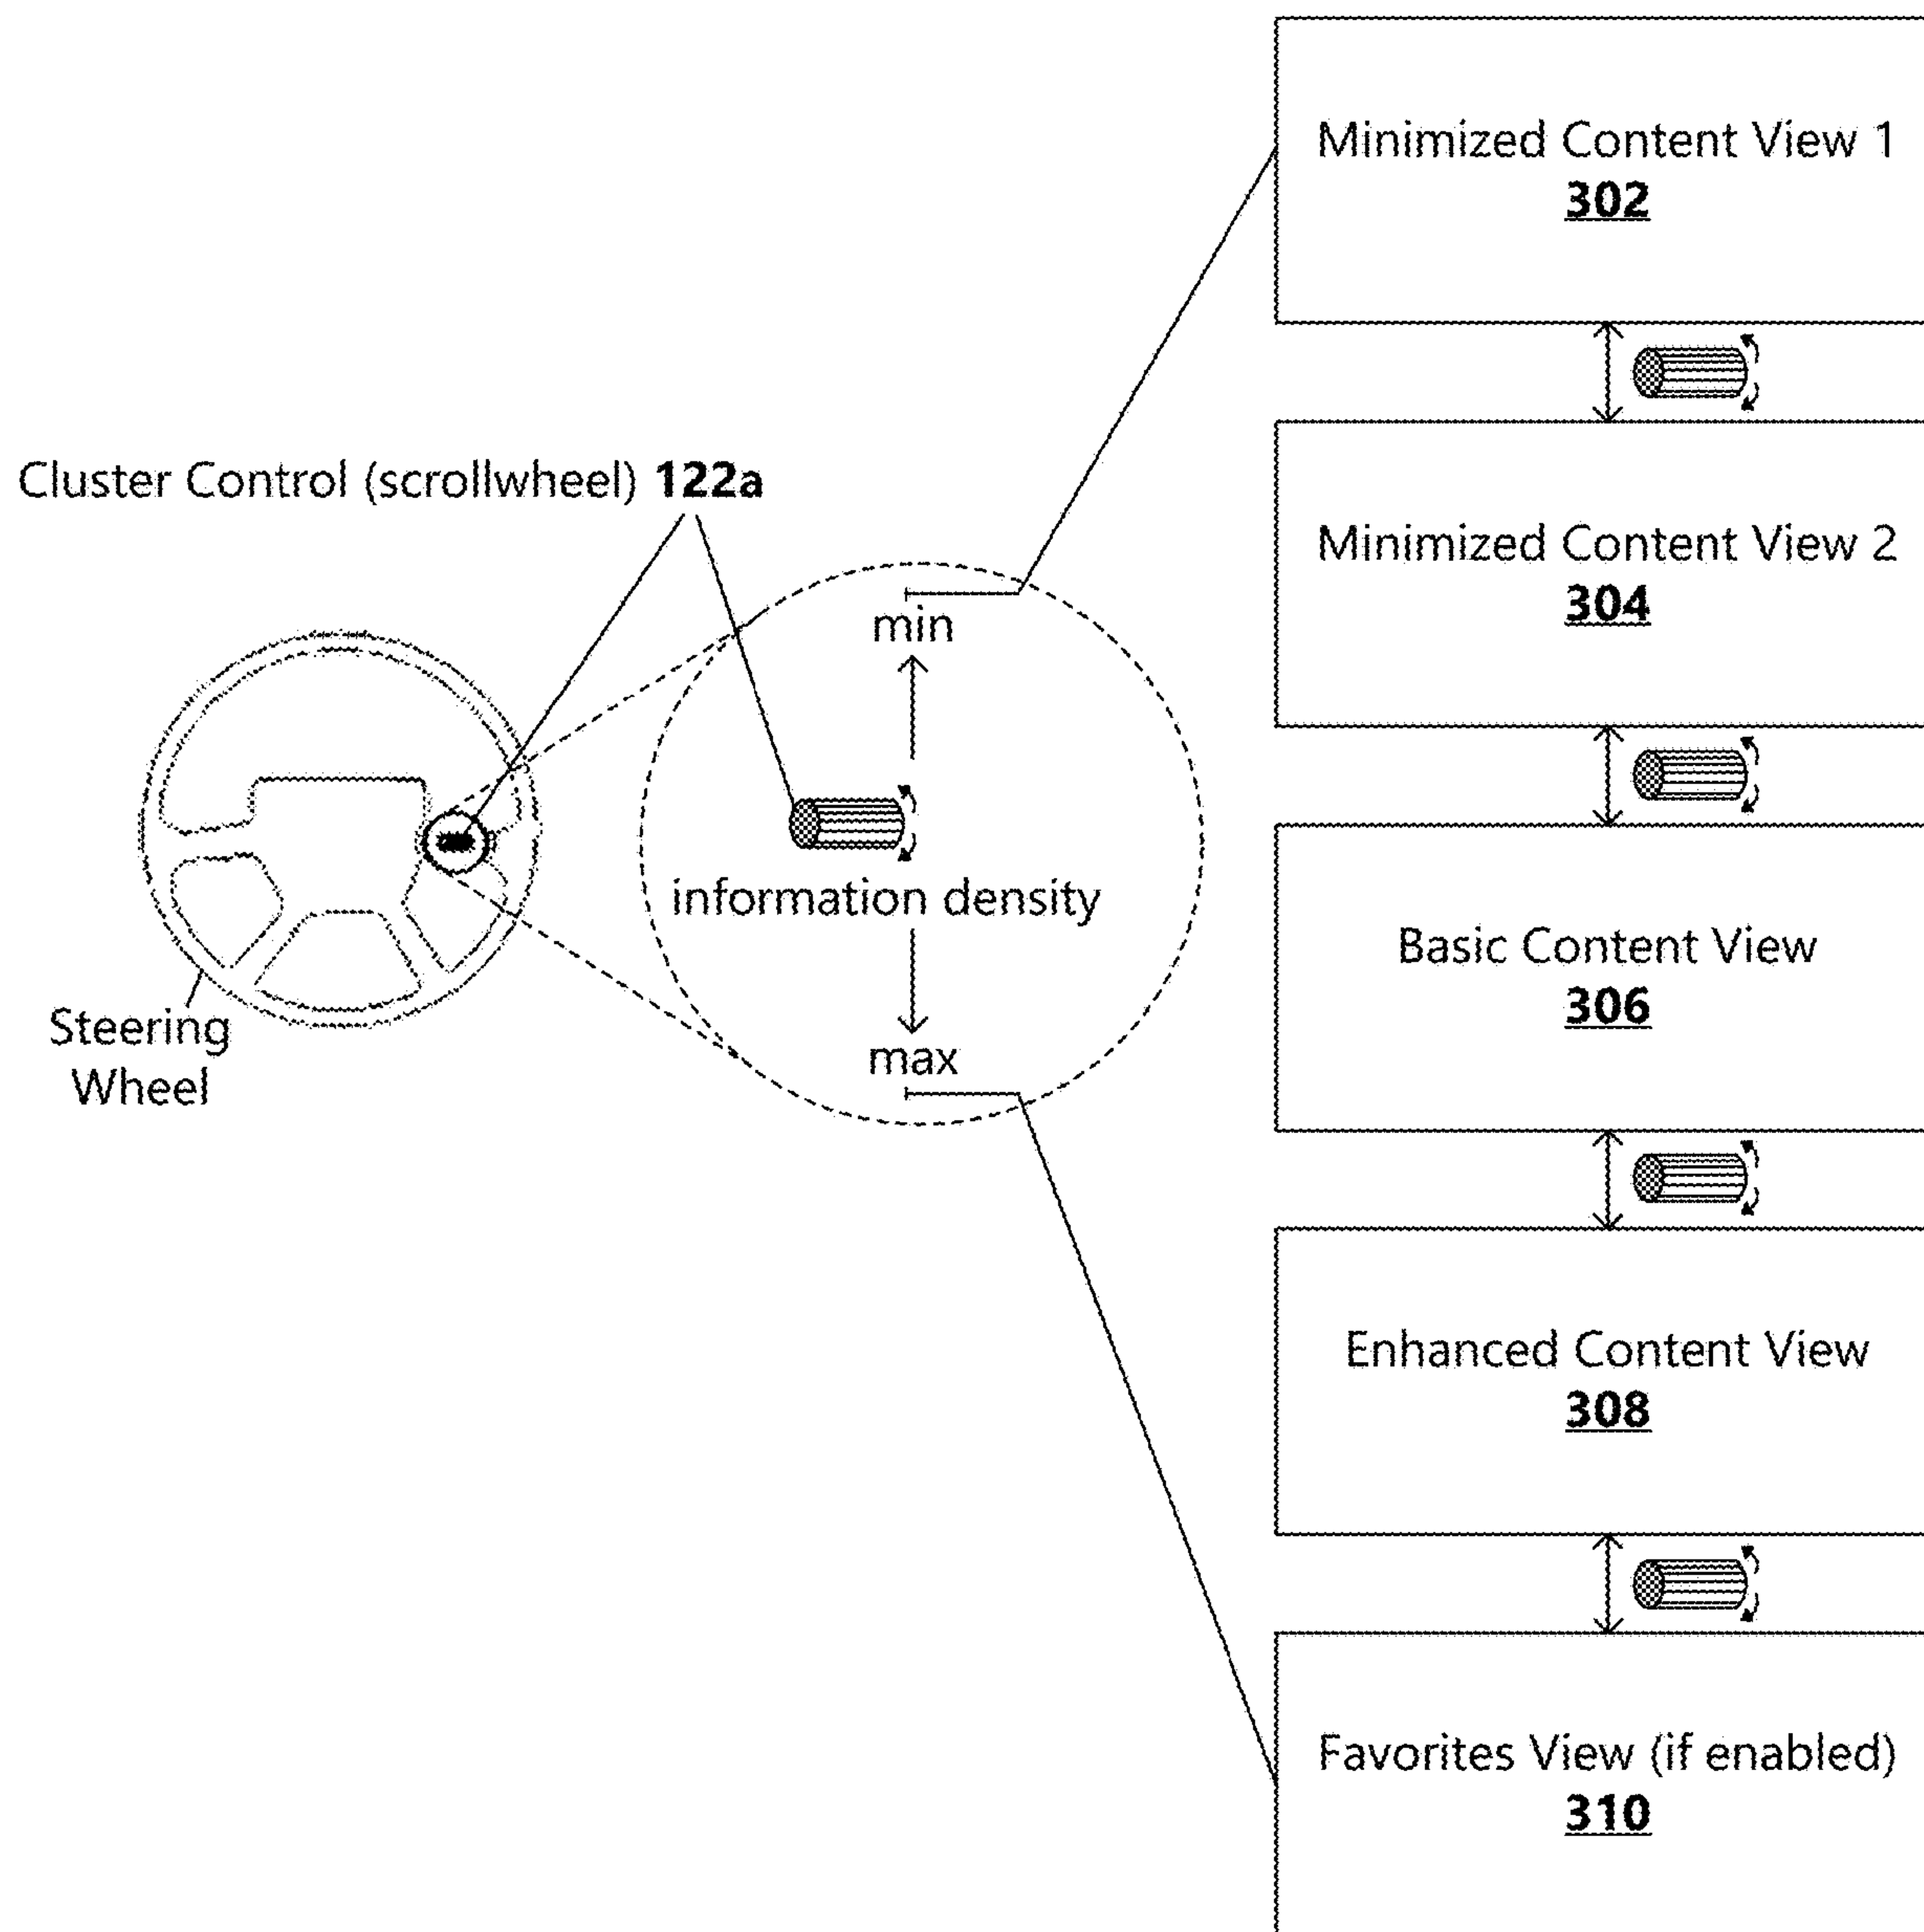 Minimized Content View 1
302
Cluster Control (scrollwheel) 122a
Minimized Content View 2
304
min
information density
max
Steering
Wheel
Basic Content View
306
Enhanced Content View
308
Favorites View (if enabled)
310